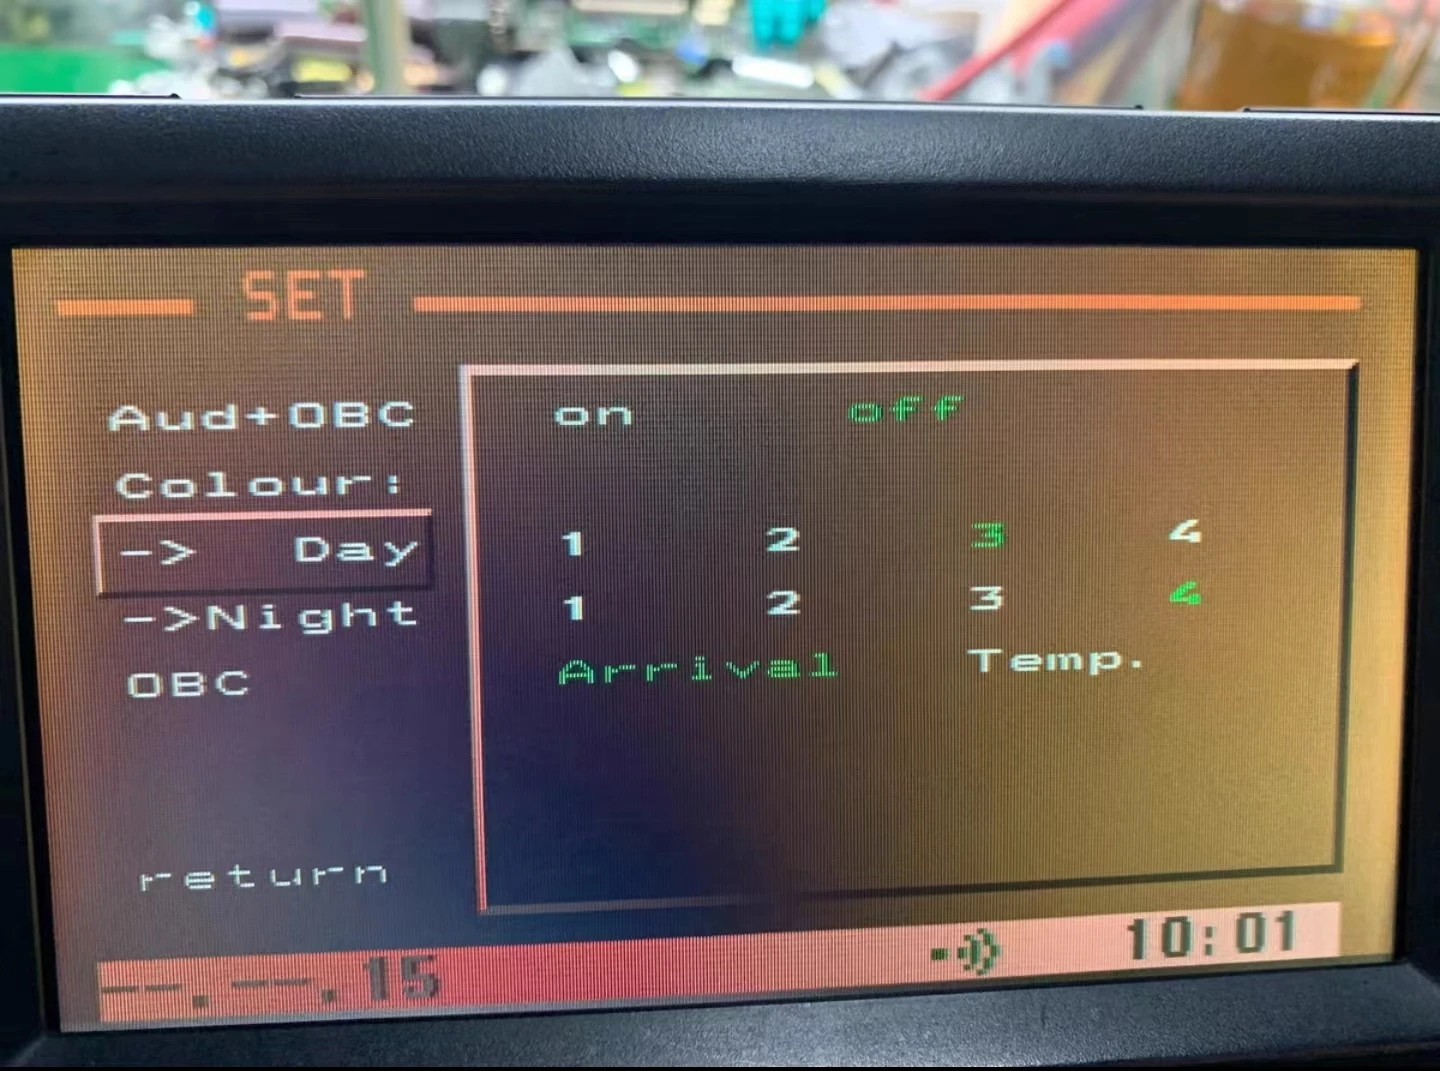 SET
Aud+OBC on off
Colour:
-> Day 1 2 3 4
->Night 1 2 3 4
OBC Arrival Temp.
return
--.--.15 10:01